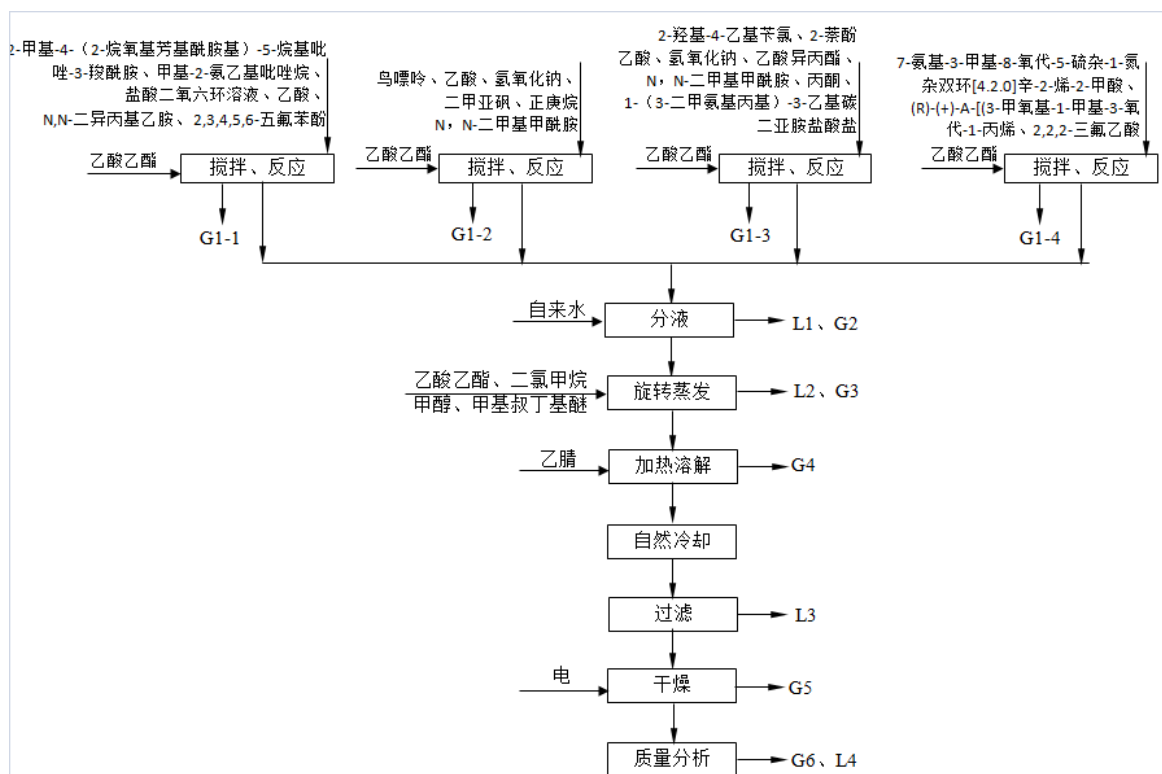 2-甲基-4-（2-烷氧基芳基酰胺基）-5-烷基吡
唑-3-羧酰胺、甲基-2-氨乙基吡唑烷、
盐酸二氧六环溶液、乙酸、
N,N-二异丙基乙胺、2,3,4,5,6-五氟苯酚
乙酸乙酯
搅拌、反应
G1-1
鸟嘌呤、乙酸、氢氧化钠、
二甲亚砜、正庚烷
N，N-二甲基甲酰胺
乙酸乙酯
搅拌、反应
G1-2
2-羟基-4-乙基苄氯、2-萘酚
乙酸、氢氧化钠、乙酸异丙酯、
N，N-二甲基甲酰胺、丙酮、
1-（3-二甲氨基丙基）-3-乙基碳
二亚胺盐酸盐
乙酸乙酯
搅拌、反应
G1-3
7-氨基-3-甲基-8-氧代-5-硫杂-1-氮
杂双环[4.2.0]辛-2-烯-2-甲酸、
(R)-(+)-A-[(3-甲氧基-1-甲基-3-氧
代-1-丙烯、2,2,2-三氟乙酸
乙酸乙酯
搅拌、反应
G1-4
自来水
分液
L1、G2
乙酸乙酯、二氯甲烷
甲醇、甲基叔丁基醚
旋转蒸发
L2、G3
乙腈
加热溶解
G4
自然冷却
过滤
L3
电
干燥
G5
质量分析
G6、L4